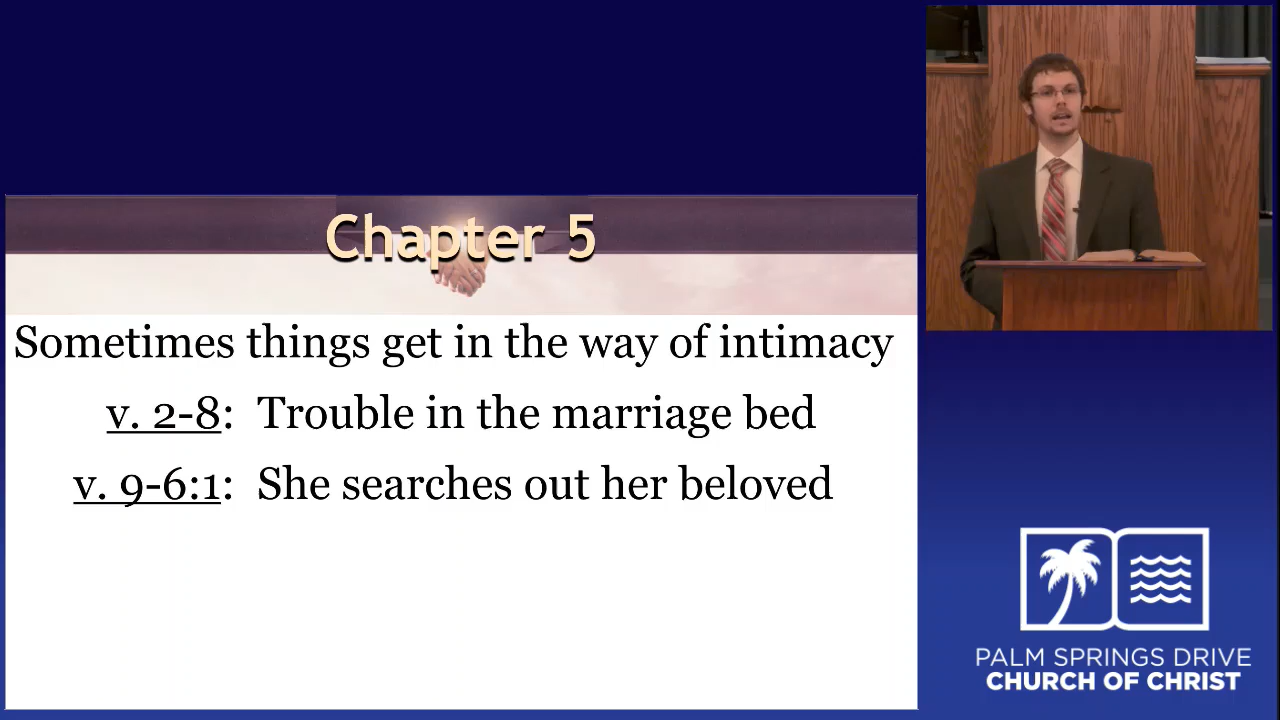 Chapter 5
Sometimes things get in the way of intimacy
v. 2-8: Trouble in the marriage bed
v. 9-6:1: She searches out her beloved
PALM SPRINGS DRIVE
CHURCH OF CHRIST